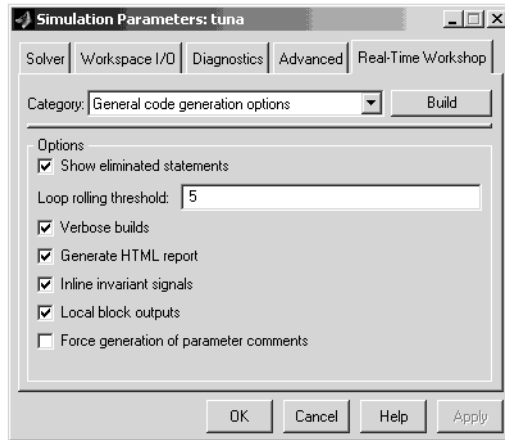 Simulation Parameters: tuna
Solver Workspace I/O Diagnostics Advanced Real-Time Workshop
Category: General code generation options Build
Options
Show eliminated statements
Loop rolling threshold: 5
Verbose builds
Generate HTML report
Inline invariant signals
Local block outputs
Force generation of parameter comments
OK Cancel Help Apply